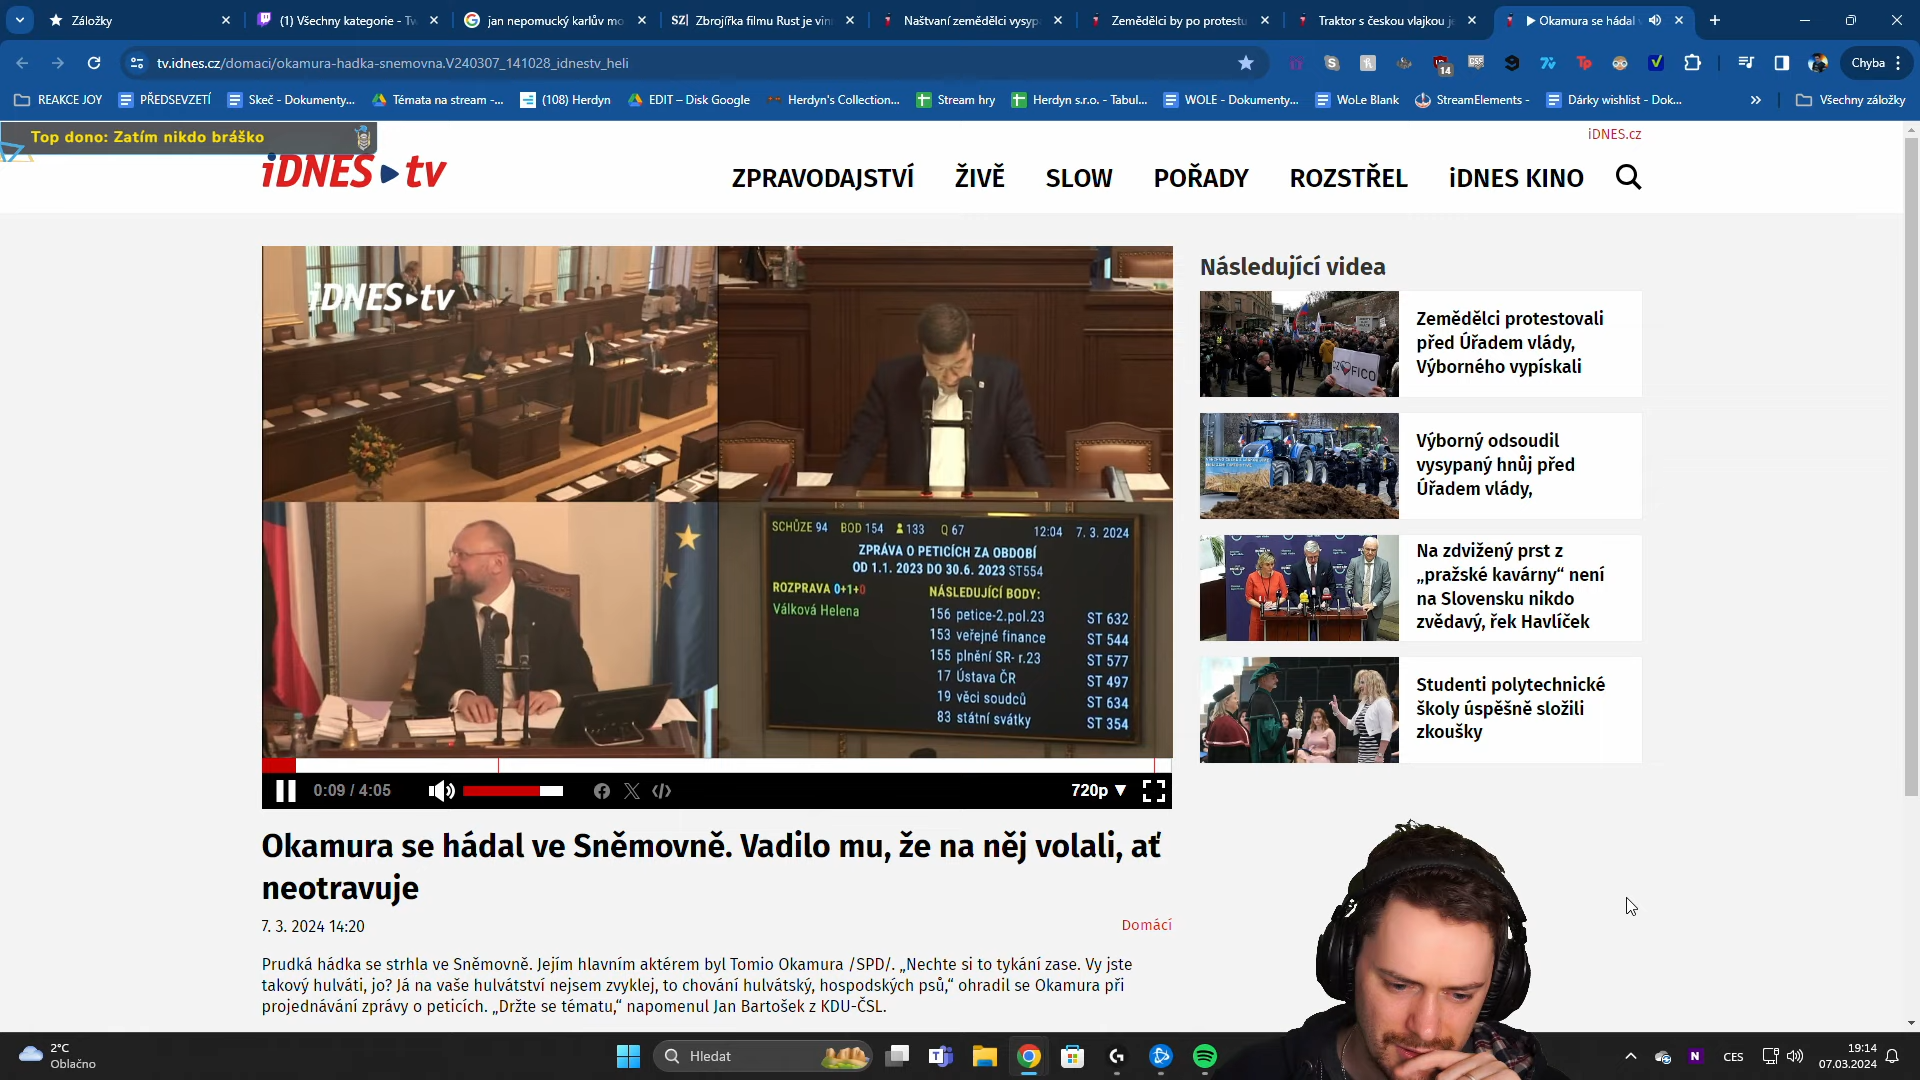 Záložky
(1) Všechny kategorie - Tw
jan nepomucký karlův mo
Zbrojířka filmu Rust je vin
Naštvaní zemědělci vysyp
Zemědělci by po protestu
Traktor s českou vlajkou je
Okamura se hádal v
tv.idnes.cz/domaci/okamura-hadka-snemovna.V240307_141028_idnestv_heli
14
Chyba
REAKCE JOY
PŘEDSEVZETÍ
Skeč - Dokumenty...
Témata na stream -...
(108) Herdyn
EDIT – Disk Google
Herdyn's Collection...
Stream hry
Herdyn s.r.o. - Tabul...
WOLE - Dokumenty...
WoLe Blank
StreamElements -
Dárky wishlist - Dok...
»
Všechny záložky
Top dono: Zatím nikdo bráško
iDNES.cz
iDNES tv
ZPRAVODAJSTVÍ
ŽIVĚ
SLOW
POŘADY
ROZSTŘEL
iDNES KINO
iDNES tv
SCHŮZE 94 BOD 154 133 Q 67 12:04 7. 3. 2024
ZPRÁVA O PETICÍCH ZA OBDOBÍ
OD 1.1. 2023 DO 30.6. 2023 ST554
ROZPRAVA 0+1+0
Válková Helena
NÁSLEDUJÍCÍ BODY:
156 petice-2.pol.23 ST 632
153 veřejné finance ST 544
155 plnění SR- r.23 ST 577
17 Ústava ČR ST 497
19 věci soudců ST 634
83 státní svátky ST 354
0:09 / 4:05
720p ▼
Následující videa
Zemědělci protestovali
před Úřadem vlády,
Výborného vypískali
FICO
Výborný odsoudil
vysypaný hnůj před
Úřadem vlády,
Na zdvižený prst z
„pražské kavárny“ není
na Slovensku nikdo
zvědavý, řek Havlíček
Studenti polytechnické
školy úspěšně složili
zkoušky
Okamura se hádal ve Sněmovně. Vadilo mu, že na něj volali, ať
neotravuje
7. 3. 2024 14:20
Domácí
Prudká hádka se strhla ve Sněmovně. Jejím hlavním aktérem byl Tomio Okamura /SPD/. „Nechte si to tykání zase. Vy jste
takový hulváti, jo? Já na vaše hulvátství nejsem zvyklej, to chování hulvátský, hospodských psů,“ ohradil se Okamura při
projednávání zprávy o peticích. „Držte se tématu,“ napomenul Jan Bartošek z KDU-ČSL.
2°C
Oblačno
Hledat
CES
19:14
07.03.2024